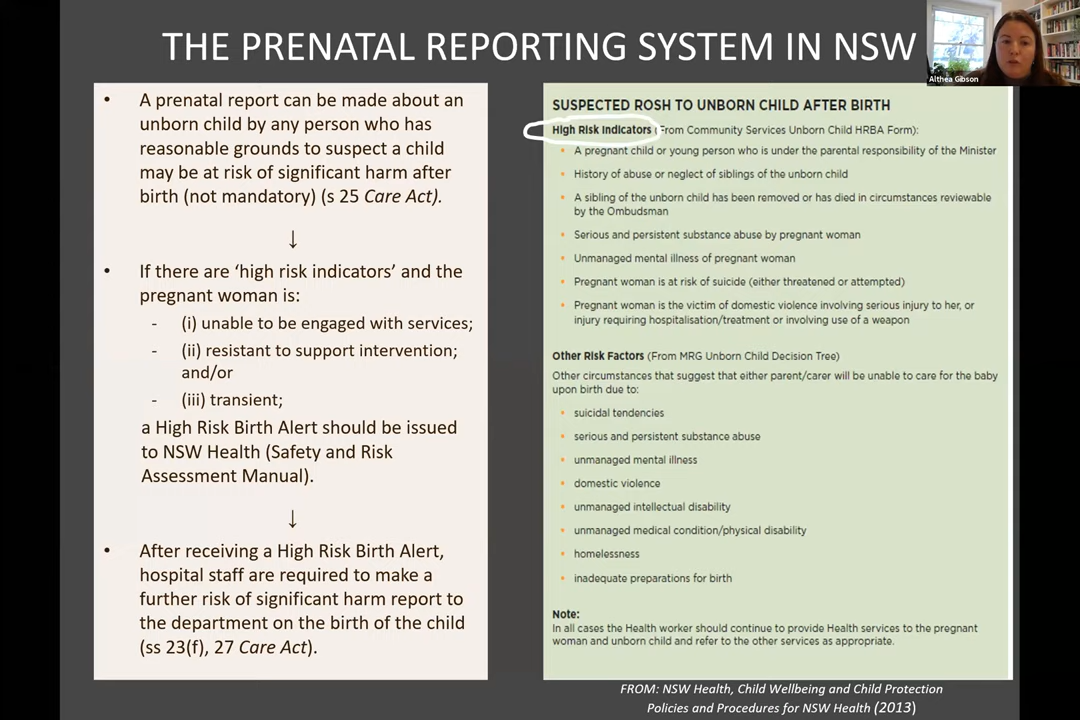 THE PRENATAL REPORTING SYSTEM IN NSW
Althea Gibson
• A prenatal report can be made about an
unborn child by any person who has
reasonable grounds to suspect a child
may be at risk of significant harm after
birth (not mandatory) (s 25 Care Act).
↓
• If there are ‘high risk indicators’ and the
pregnant woman is:
- (i) unable to be engaged with services;
- (ii) resistant to support intervention;
and/or
- (iii) transient;
a High Risk Birth Alert should be issued
to NSW Health (Safety and Risk
Assessment Manual).
↓
• After receiving a High Risk Birth Alert,
hospital staff are required to make a
further risk of significant harm report to
the department on the birth of the child
(ss 23(f), 27 Care Act).
SUSPECTED ROSH TO UNBORN CHILD AFTER BIRTH
High Risk Indicators (From Community Services Unborn Child HRBA Form):
• A pregnant child or young person who is under the parental responsibility of the Minister
• History of abuse or neglect of siblings of the unborn child
• A sibling of the unborn child has been removed or has died in circumstances reviewable
by the Ombudsman
• Serious and persistent substance abuse by pregnant woman
• Unmanaged mental illness of pregnant woman
• Pregnant woman is at risk of suicide (either threatened or attempted)
• Pregnant woman is the victim of domestic violence involving serious injury to her, or
injury requiring hospitalisation/treatment or involving use of a weapon
Other Risk Factors (From MRG Unborn Child Decision Tree)
Other circumstances that suggest that either parent/carer will be unable to care for the baby
upon birth due to:
• suicidal tendencies
• serious and persistent substance abuse
• unmanaged mental illness
• domestic violence
• unmanaged intellectual disability
• unmanaged medical condition/physical disability
• homelessness
• inadequate preparations for birth
Note:
In all cases the Health worker should continue to provide Health services to the pregnant
woman and unborn child and refer to the other services as appropriate.
FROM: NSW Health, Child Wellbeing and Child Protection
Policies and Procedures for NSW Health (2013)